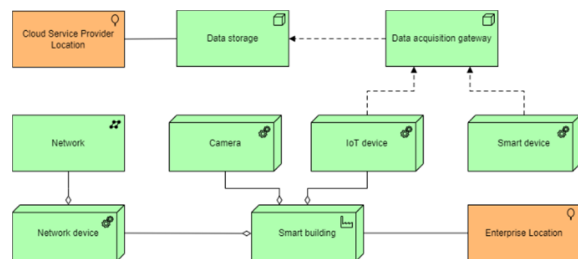 Cloud Service Provider
Location
Data storage
Data acquisition gateway
Network
Camera
IoT device
Smart device
Network device
Smart building
Enterprise Location